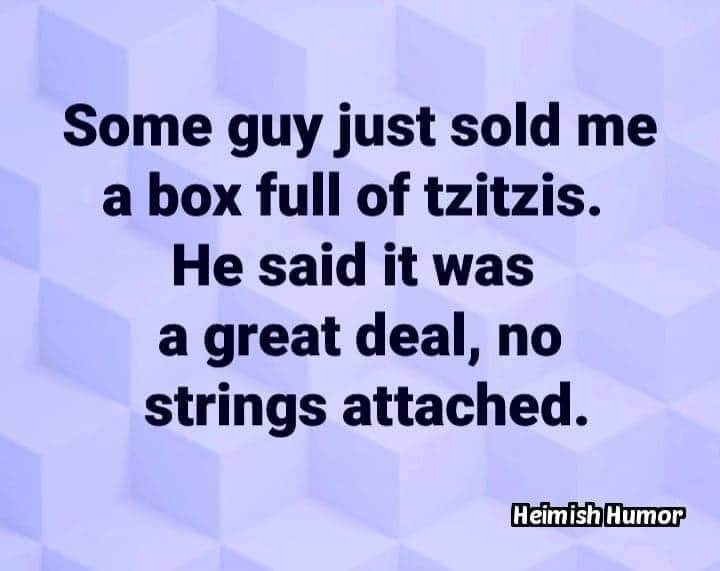 Some guy just sold me
a box full of tzitzis.
He said it was
a great deal, no
strings attached.
Heimish Humor